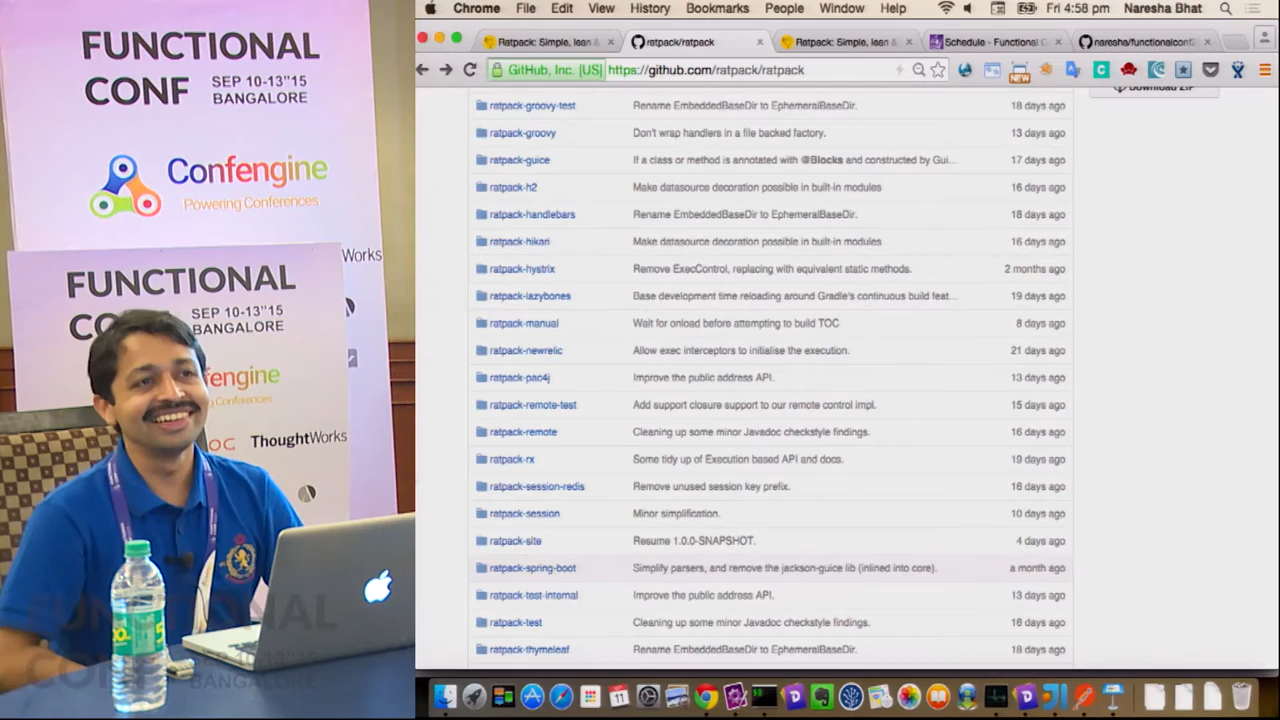 FUNCTIONAL
CONF SEP 10-13"15
BANGALORE
Confengine
Powering Conferences
Works
FUNCTIONAL
SEP 10-13"15
BANGALORE
fengine
ng Conferences
OC ThoughtWorks
FUNCTIONAL
BANGALORE
Chrome File Edit View History Bookmarks People Window Help Fri 4:58 pm Naresha Bhat
Ratpack: Simple, lean & ratpack/ratpack Ratpack: Simple, lean & Schedule - Functional C naresha/functionalconf
GitHub, Inc. [US] https://github.com/ratpack/ratpack NEW
Download ZIP
ratpack-groovy-test Rename EmbeddedBaseDir to EphemeralBaseDir. 18 days ago
ratpack-groovy Don't wrap handlers in a file backed factory. 13 days ago
ratpack-guice If a class or method is annotated with @Blocks and constructed by Gui... 17 days ago
ratpack-h2 Make datasource decoration possible in built-in modules 16 days ago
ratpack-handlebars Rename EmbeddedBaseDir to EphemeralBaseDir. 18 days ago
ratpack-hikari Make datasource decoration possible in built-in modules 16 days ago
ratpack-hystrix Remove ExecControl, replacing with equivalent static methods. 2 months ago
ratpack-lazybones Base development time reloading around Gradle's continuous build feat... 19 days ago
ratpack-manual Wait for onload before attempting to build TOC 8 days ago
ratpack-newrelic Allow exec interceptors to initialise the execution. 21 days ago
ratpack-pac4j Improve the public address API. 13 days ago
ratpack-remote-test Add support closure support to our remote control impl. 15 days ago
ratpack-remote Cleaning up some minor Javadoc checkstyle findings. 16 days ago
ratpack-rx Some tidy up of Execution based API and docs. 19 days ago
ratpack-session-redis Remove unused session key prefix. 16 days ago
ratpack-session Minor simplification. 10 days ago
ratpack-site Resume 1.0.0-SNAPSHOT. 4 days ago
ratpack-spring-boot Simplify parsers, and remove the jackson-guice lib (inlined into core). a month ago
ratpack-test-internal Improve the public address API. 13 days ago
ratpack-test Cleaning up some minor Javadoc checkstyle findings. 16 days ago
ratpack-thymeleaf Rename EmbeddedBaseDir to EphemeralBaseDir. 18 days ago